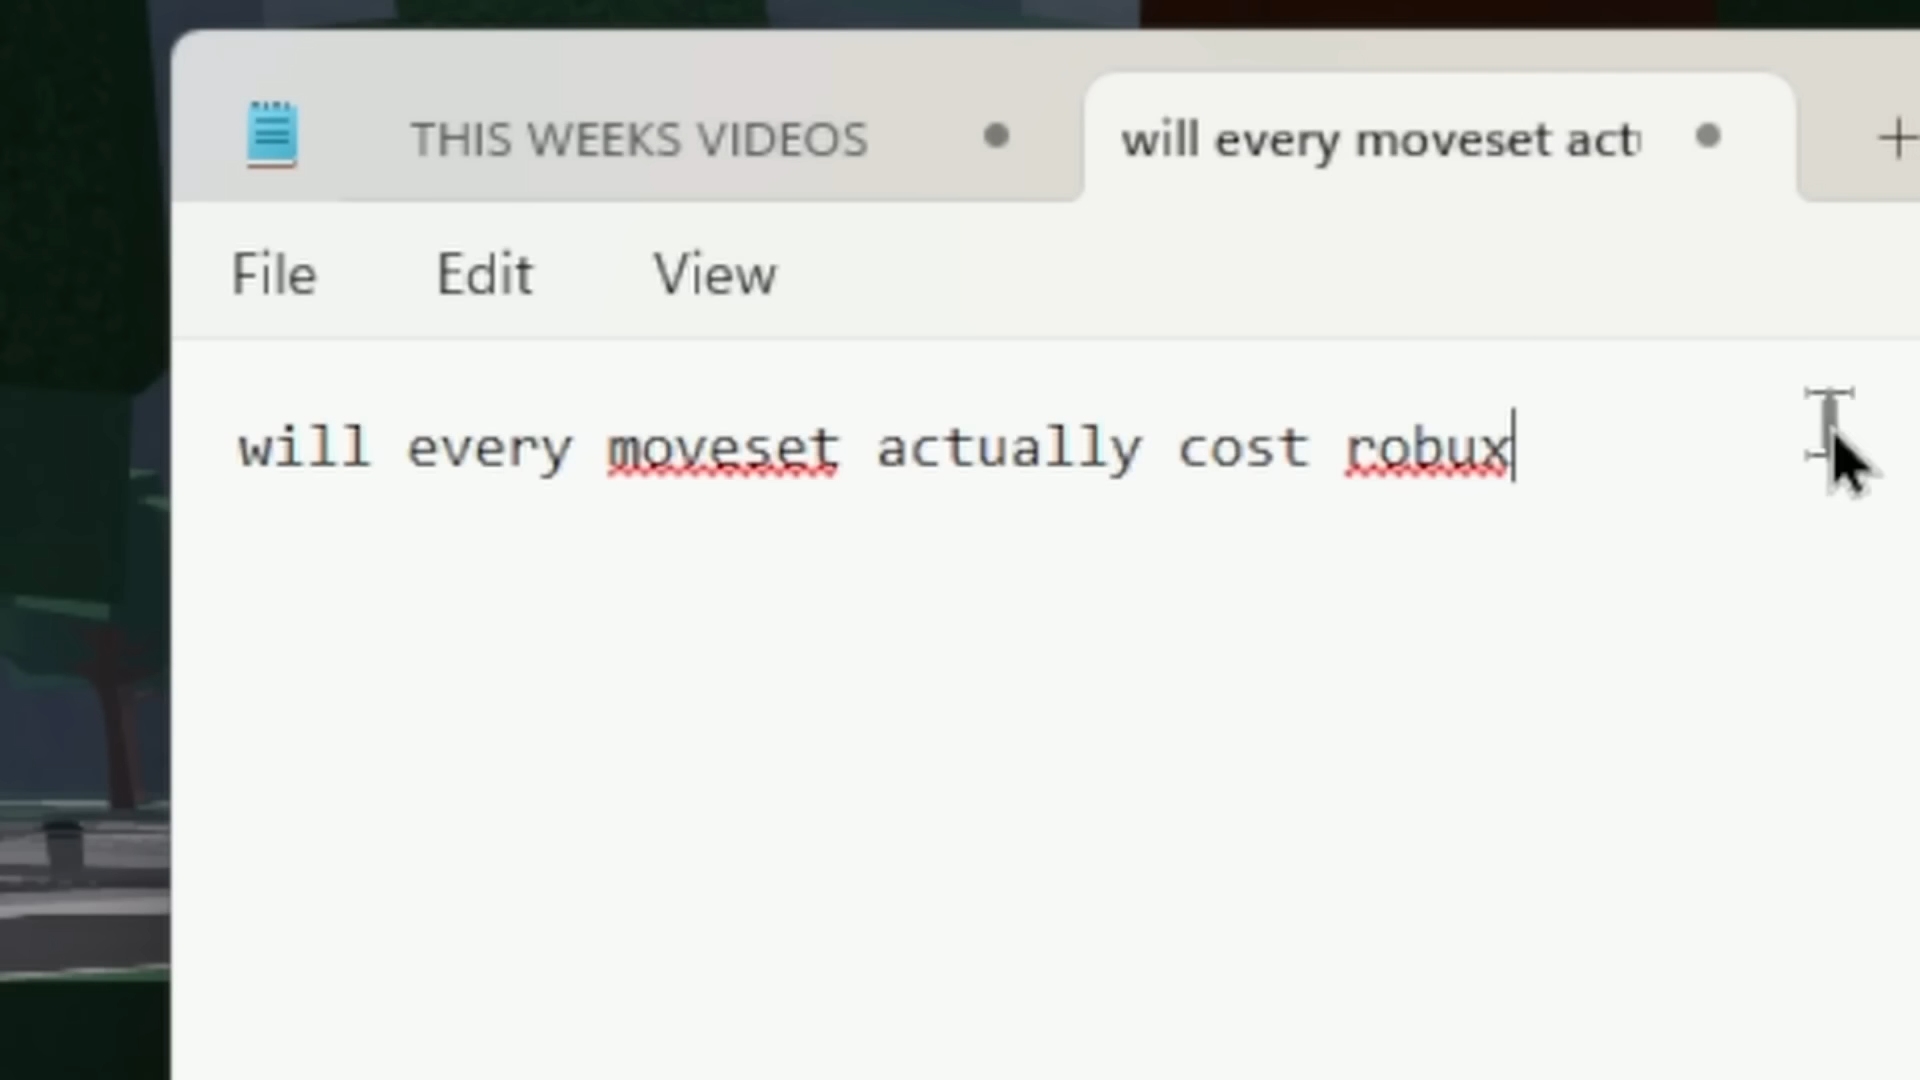 THIS WEEKS VIDEOS
will every moveset act
File Edit View
will every moveset actually cost robux